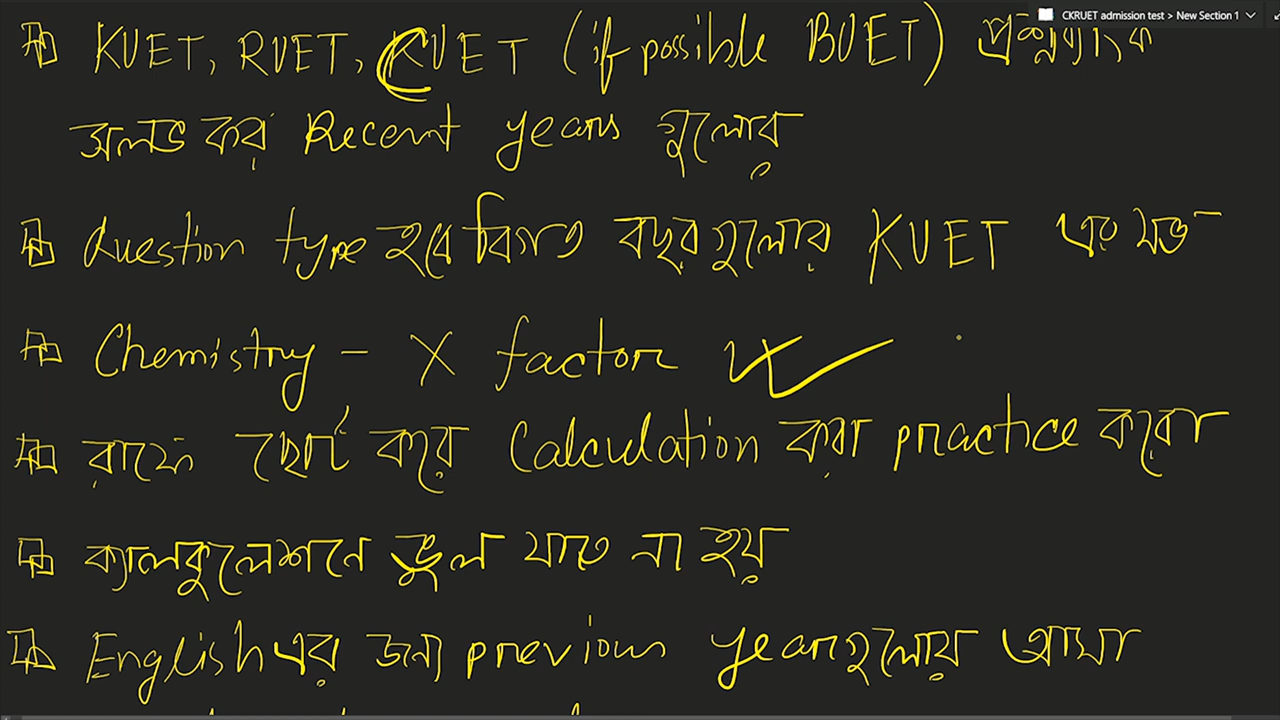 CKRUET admission test > New Section 1
KUET, RUET, CUET (if possible BUET) প্রশ্নব্যাংক
সলভ কর Recent years গুলোর
Question type হবে বিগত বছর গুলোর KUET এর মত
Chemistry - X factor
রাফে ছোট করে Calculation করা practice করো
ক্যালকুলেশনে ভুল যাতে না হয়
English এর জন্য previous year গুলোয় আসা